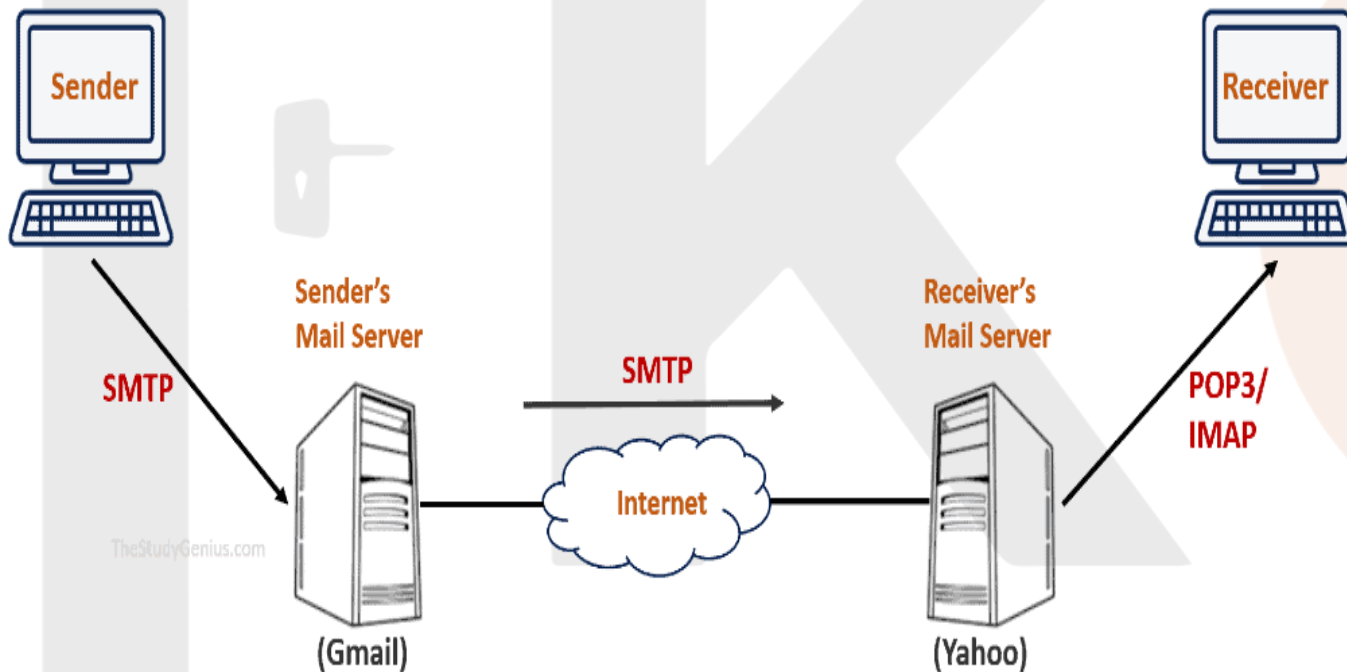 Sender
Receiver
Sender’s
Mail Server
Receiver’s
Mail Server
SMTP
SMTP
POP3/
IMAP
Internet
TheStudyGenius.com
(Gmail)
(Yahoo)